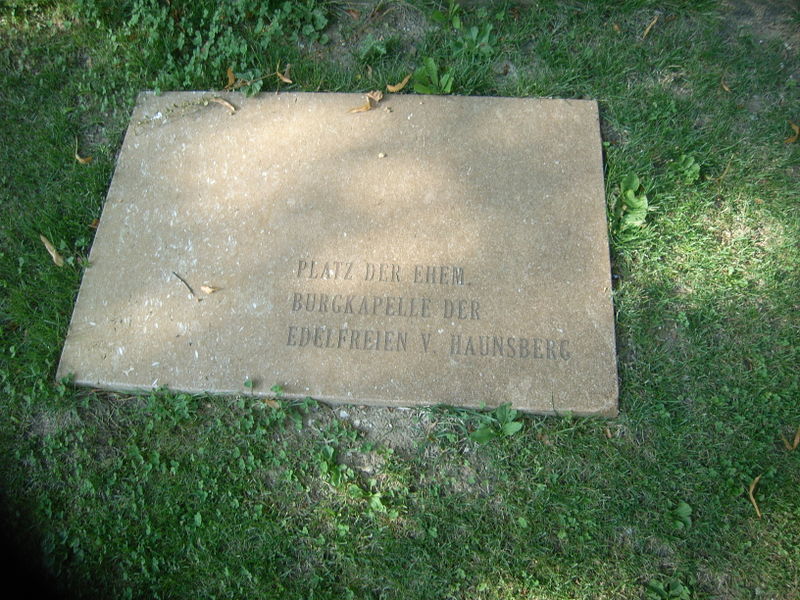 PLATZ DER EHEM.
BURGKAPELLE DER
EDELFREIEN V. HAUNSBERG